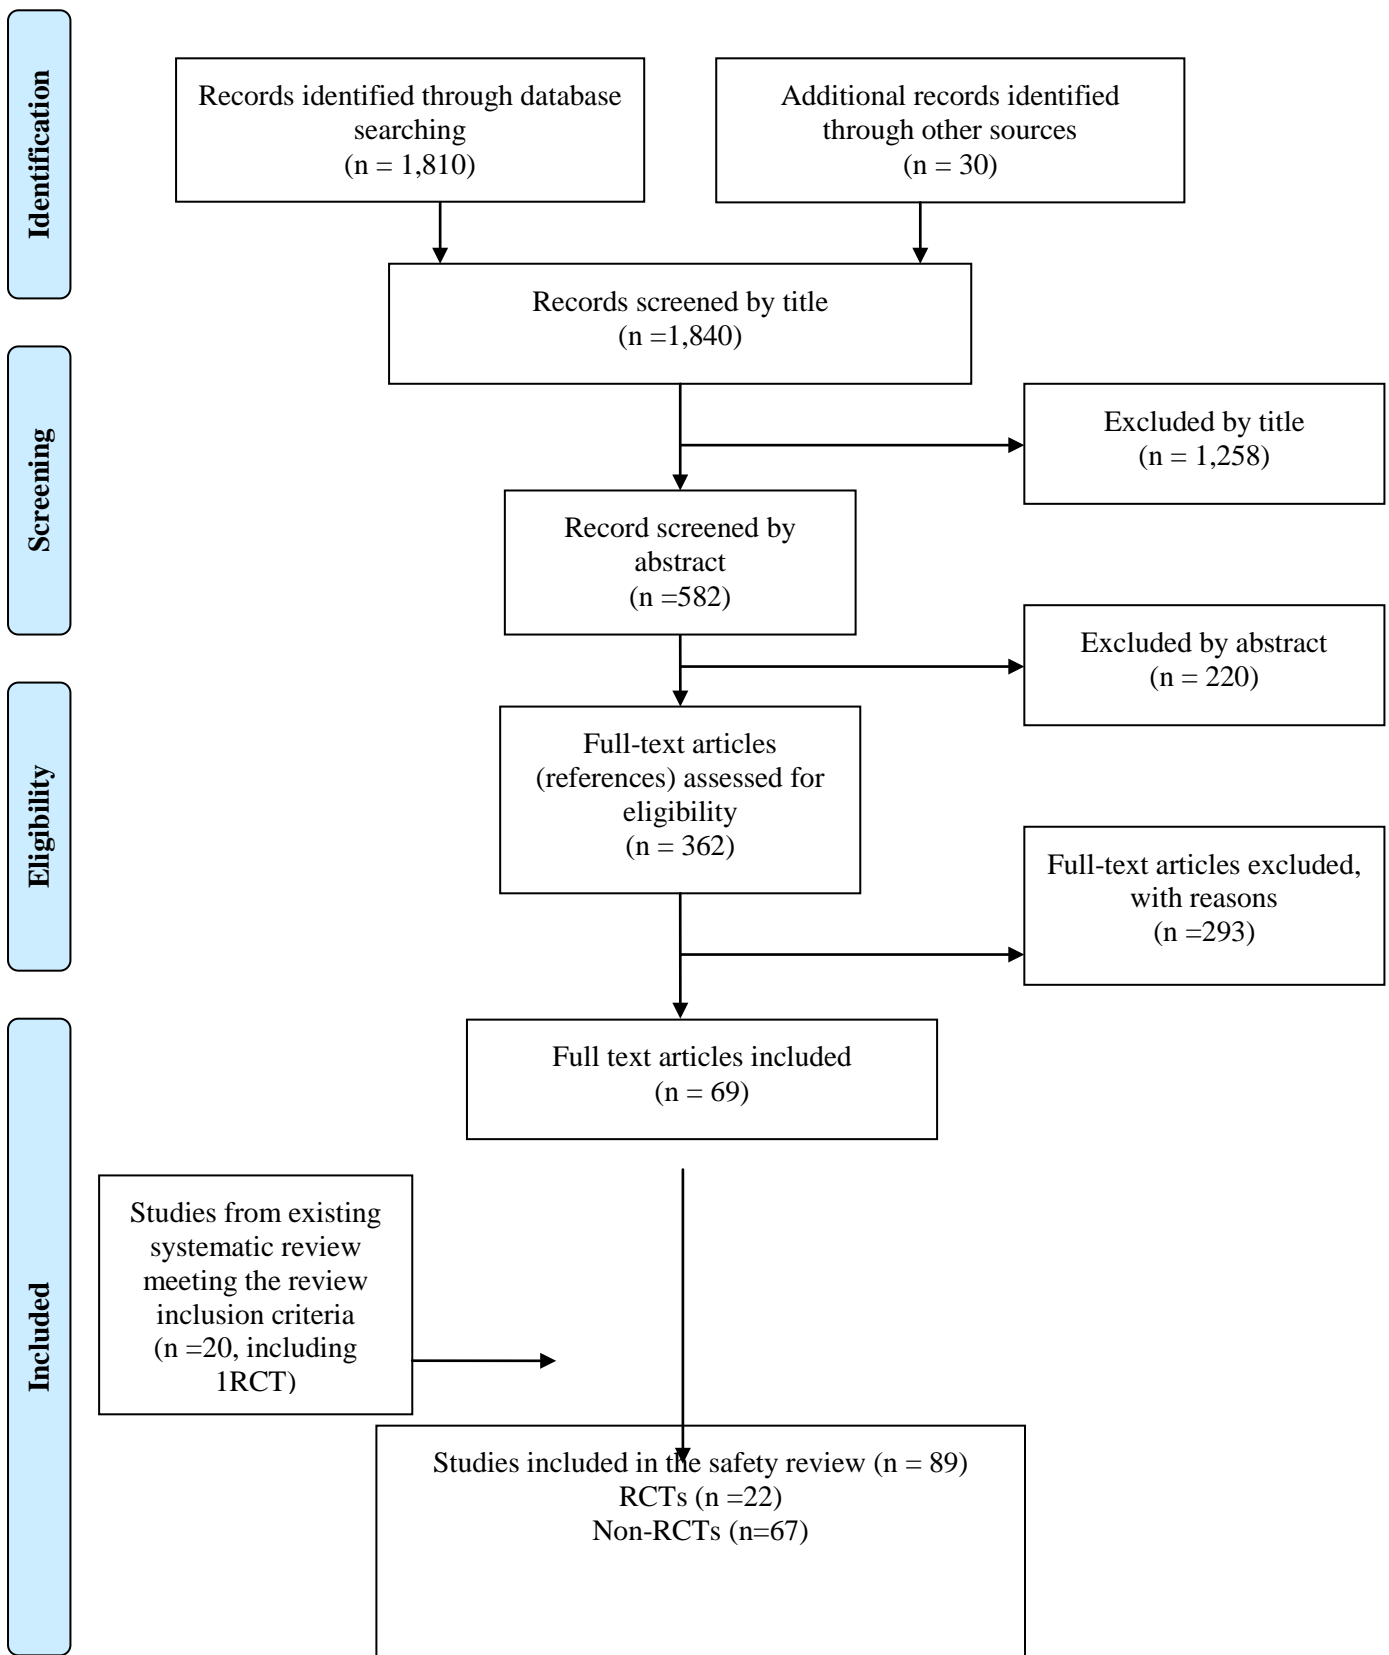 Identification
Records identified through database
searching
(n = 1,810)
Additional records identified
through other sources
(n = 30)
Records screened by title
(n =1,840)
Screening
Excluded by title
(n = 1,258)
Record screened by
abstract
(n =582)
Excluded by abstract
(n = 220)
Eligibility
Full-text articles
(references) assessed for
eligibility
(n = 362)
Full-text articles excluded,
with reasons
(n =293)
Included
Full text articles included
(n = 69)
Studies from existing
systematic review
meeting the review
inclusion criteria
(n =20, including
1RCT)
Studies included in the safety review (n = 89)
RCTs (n =22)
Non-RCTs (n=67)